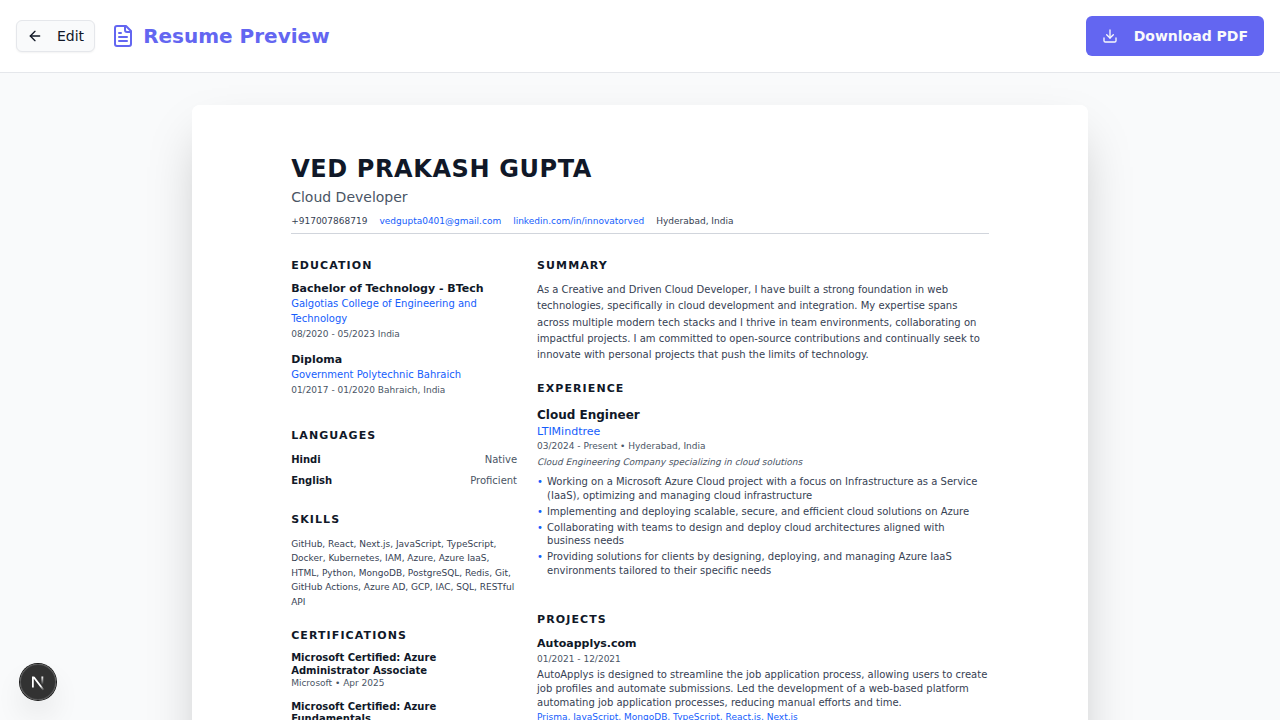 Edit
Resume Preview
Download PDF
VED PRAKASH GUPTA
Cloud Developer
+917007868719 vedgupta0401@gmail.com linkedin.com/in/innovatorved Hyderabad, India
EDUCATION
Bachelor of Technology - BTech
Galgotias College of Engineering and
Technology
08/2020 - 05/2023 India
Diploma
Government Polytechnic Bahraich
01/2017 - 01/2020 Bahraich, India
LANGUAGES
Hindi Native
English Proficient
SKILLS
GitHub, React, Next.js, JavaScript, TypeScript,
Docker, Kubernetes, IAM, Azure, Azure IaaS,
HTML, Python, MongoDB, PostgreSQL, Redis, Git,
GitHub Actions, Azure AD, GCP, IAC, SQL, RESTful
API
CERTIFICATIONS
Microsoft Certified: Azure
Administrator Associate
Microsoft • Apr 2025
Microsoft Certified: Azure
Fundamentals
SUMMARY
As a Creative and Driven Cloud Developer, I have built a strong foundation in web
technologies, specifically in cloud development and integration. My expertise spans
across multiple modern tech stacks and I thrive in team environments, collaborating on
impactful projects. I am committed to open-source contributions and continually seek to
innovate with personal projects that push the limits of technology.
EXPERIENCE
Cloud Engineer
LTIMindtree
03/2024 - Present • Hyderabad, India
Cloud Engineering Company specializing in cloud solutions
• Working on a Microsoft Azure Cloud project with a focus on Infrastructure as a Service
(IaaS), optimizing and managing cloud infrastructure
• Implementing and deploying scalable, secure, and efficient cloud solutions on Azure
• Collaborating with teams to design and deploy cloud architectures aligned with
business needs
• Providing solutions for clients by designing, deploying, and managing Azure IaaS
environments tailored to their specific needs
PROJECTS
Autoapplys.com
01/2021 - 12/2021
AutoApplys is designed to streamline the job application process, allowing users to create
job profiles and automate submissions. Led the development of a web-based platform
automating job application processes, reducing manual efforts and time.
Prisma, JavaScript, MongoDB, TypeScript, React.js, Next.js